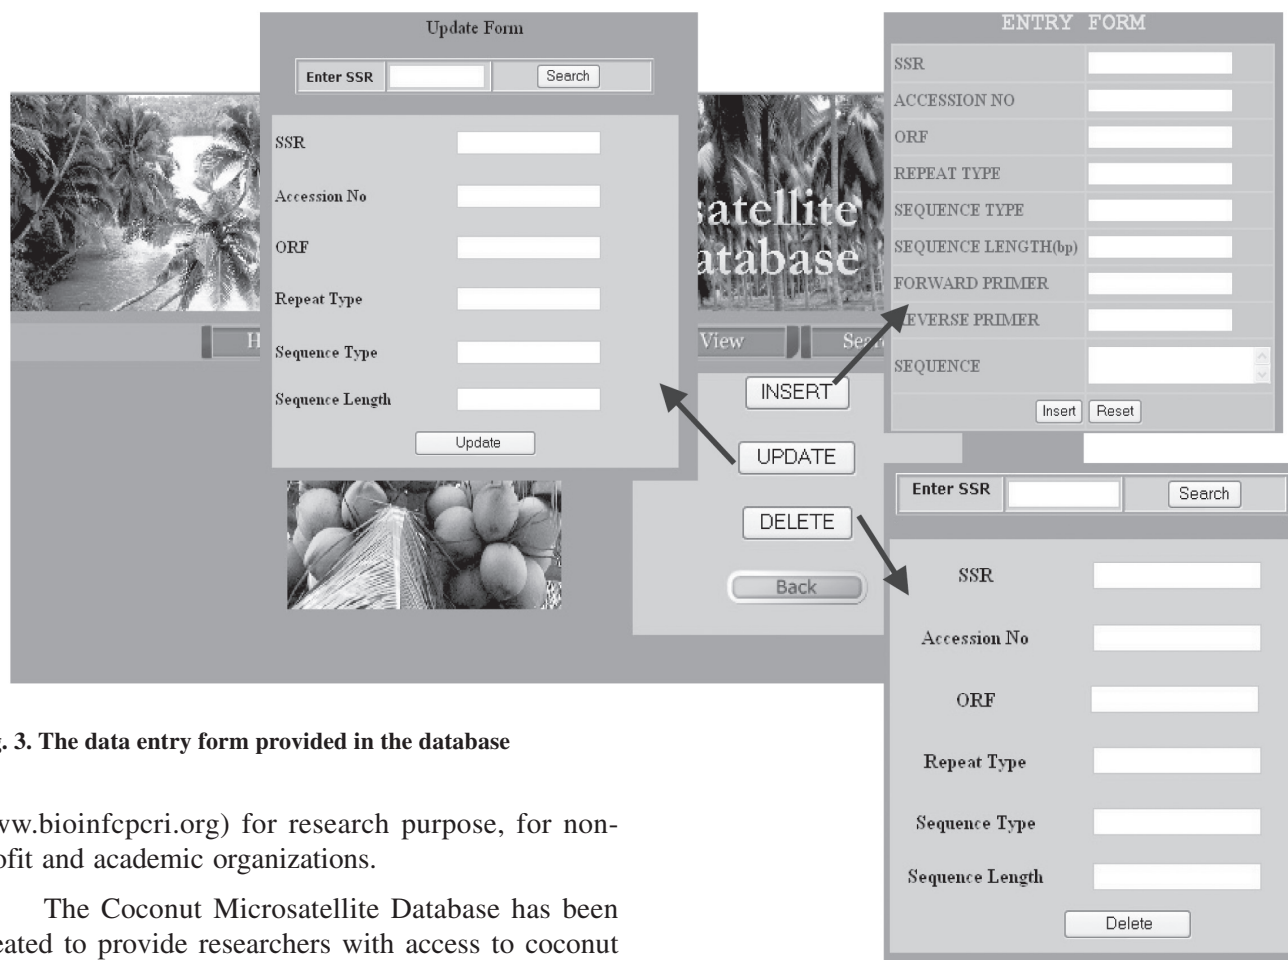 Update Form
Enter SSR Search
SSR
Accession No
ORF
Repeat Type
Sequence Type
Sequence Length
Update
satellite
atabase
H
View
Sear
INSERT
UPDATE
DELETE
Back
ENTRY FORM
SSR
ACCESSION NO
ORF
REPEAT TYPE
SEQUENCE TYPE
SEQUENCE LENGTH(bp)
FORWARD PRIMER
EVERSE PRIMER
SEQUENCE
Insert Reset
Enter SSR Search
SSR
Accession No
ORF
Repeat Type
Sequence Type
Sequence Length
Delete
. 3. The data entry form provided in the database
ww.bioinfcpcri.org) for research purpose, for non-
ofit and academic organizations.
The Coconut Microsatellite Database has been
eated to provide researchers with access to coconut